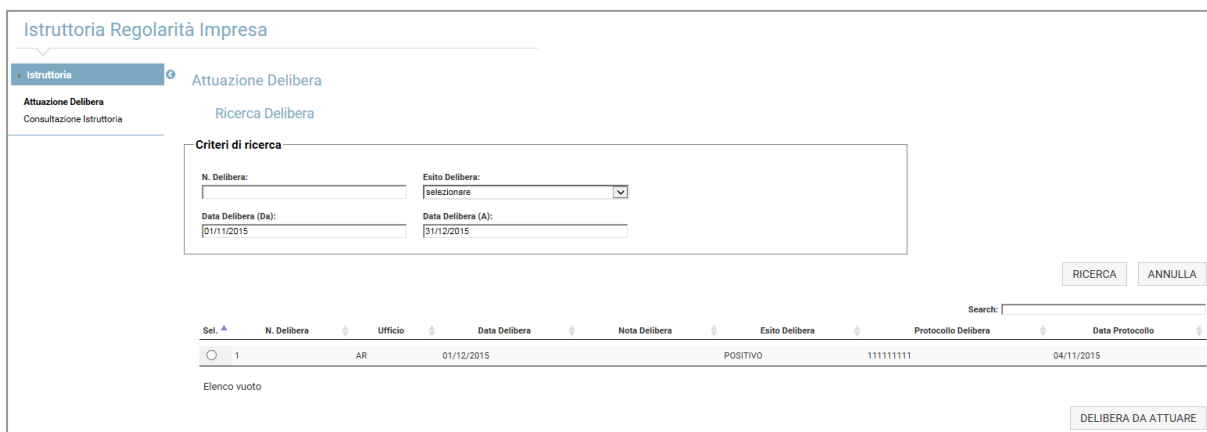 Istruttoria Regolarità Impresa
Istruttoria
Attuazione Delibera
Consultazione Istruttoria
Attuazione Delibera
Ricerca Delibera
Criteri di ricerca
N. Delibera: Esito Delibera:
selezionare
Data Delibera (Da): Data Delibera (A):
01/11/2015 31/12/2015
RICERCA ANNULLA
Search:
Sel. N. Delibera Ufficio Data Delibera Nota Delibera Esito Delibera Protocollo Delibera Data Protocollo
1 AR 01/12/2015 POSITIVO 111111111 04/11/2015
Elenco vuoto
DELIBERA DA ATTUARE